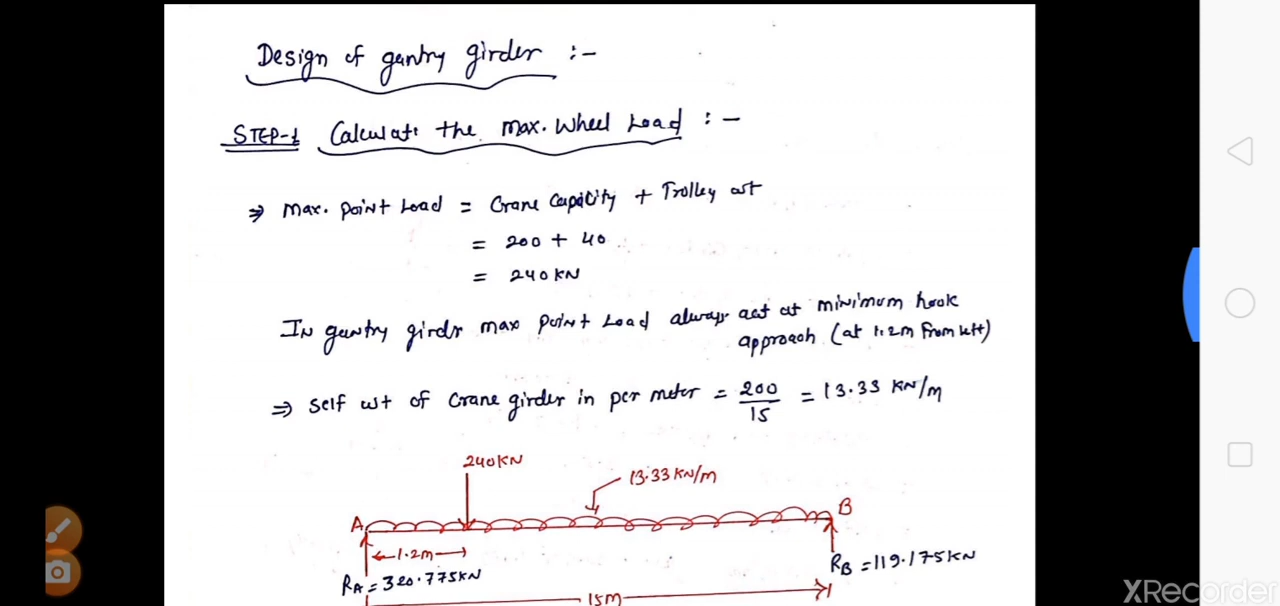 Design of gantry girder :-
STEP-1 Calculate the max. wheel Load : -
⇒ Max. point Load = Crane Capacity + Trolley wt
= 200 + 40
= 240 KN
In gantry girdr max point Load always act at minimum hook
approach (at 1.2m from left)
⇒ Self wt of Crane girder in per meter = 200/15 = 13.33 KN/m
240KN
13.33 KN/m
A B
1.2m
RA = 320.775KN RB = 119.175KN
15m
XRecorder